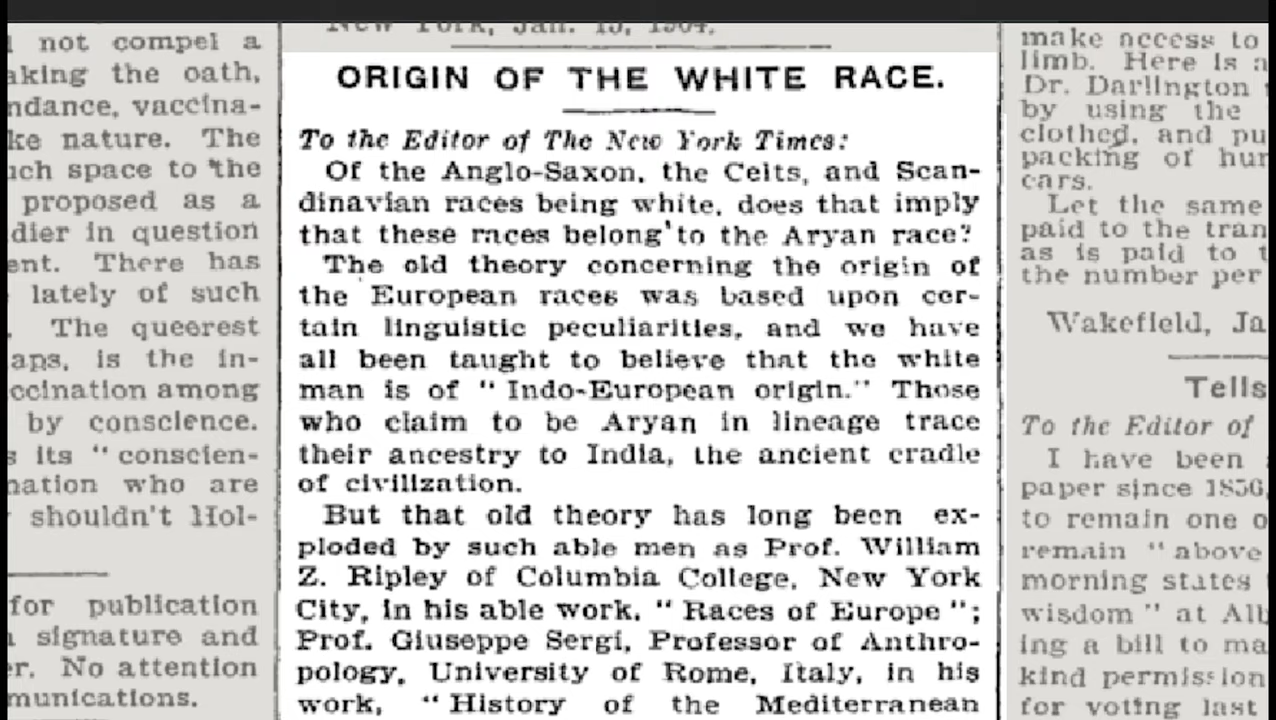 not compel a
aking the oath,
ndance, vaccina-
ke nature. The
uch space to the
proposed as a
dier in question
ent. There has
lately of such
The queerest
aps, is the in-
ccination among
by conscience.
s its " conscien-
nation who are
shouldn't Hol-
for publication
signature and
er. No attention
munications.
New York, Jan. 15, 1904.
ORIGIN OF THE WHITE RACE.
To the Editor of The New York Times:
Of the Anglo-Saxon, the Celts, and Scan-
dinavian races being white, does that imply
that these races belong to the Aryan race?
The old theory concerning the origin of
the European races was based upon cer-
tain linguistic peculiarities, and we have
all been taught to believe that the white
man is of " Indo-European origin." Those
who claim to be Aryan in lineage trace
their ancestry to India, the ancient cradle
of civilization.
But that old theory has long been ex-
ploded by such able men as Prof. William
Z. Ripley of Columbia College, New York
City, in his able work, " Races of Europe ";
Prof. Giuseppe Sergi, Professor of Anthro-
pology, University of Rome, Italy, in his
work, " History of the Mediterranean
make access to
limb. Here is a
Dr. Darlington
by using the
clothed, and pu
packing of hum
cars.
Let the same
paid to the tran
as is paid to t
the number per
Wakefield, Ja
Tells
To the Editor of
I have been
paper since 1856,
to remain one o
remain " above
morning states
wisdom " at Alb
ing a bill to ma
kind permission
for voting last